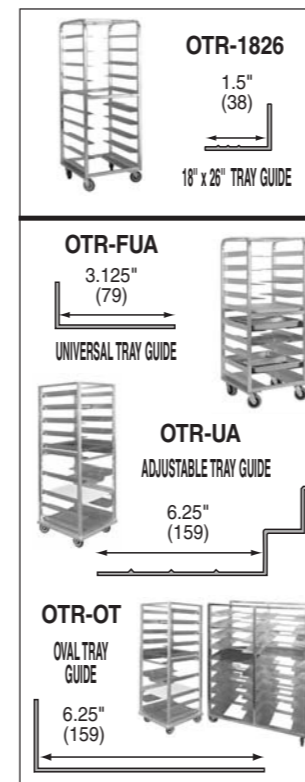 OTR-1826
1.5"
(38)
18" x 26" TRAY GUIDE
OTR-FUA
3.125"
(79)
UNIVERSAL TRAY GUIDE
OTR-UA
ADJUSTABLE TRAY GUIDE
6.25"
(159)
OTR-OT
OVAL TRAY
GUIDE
6.25"
(159)